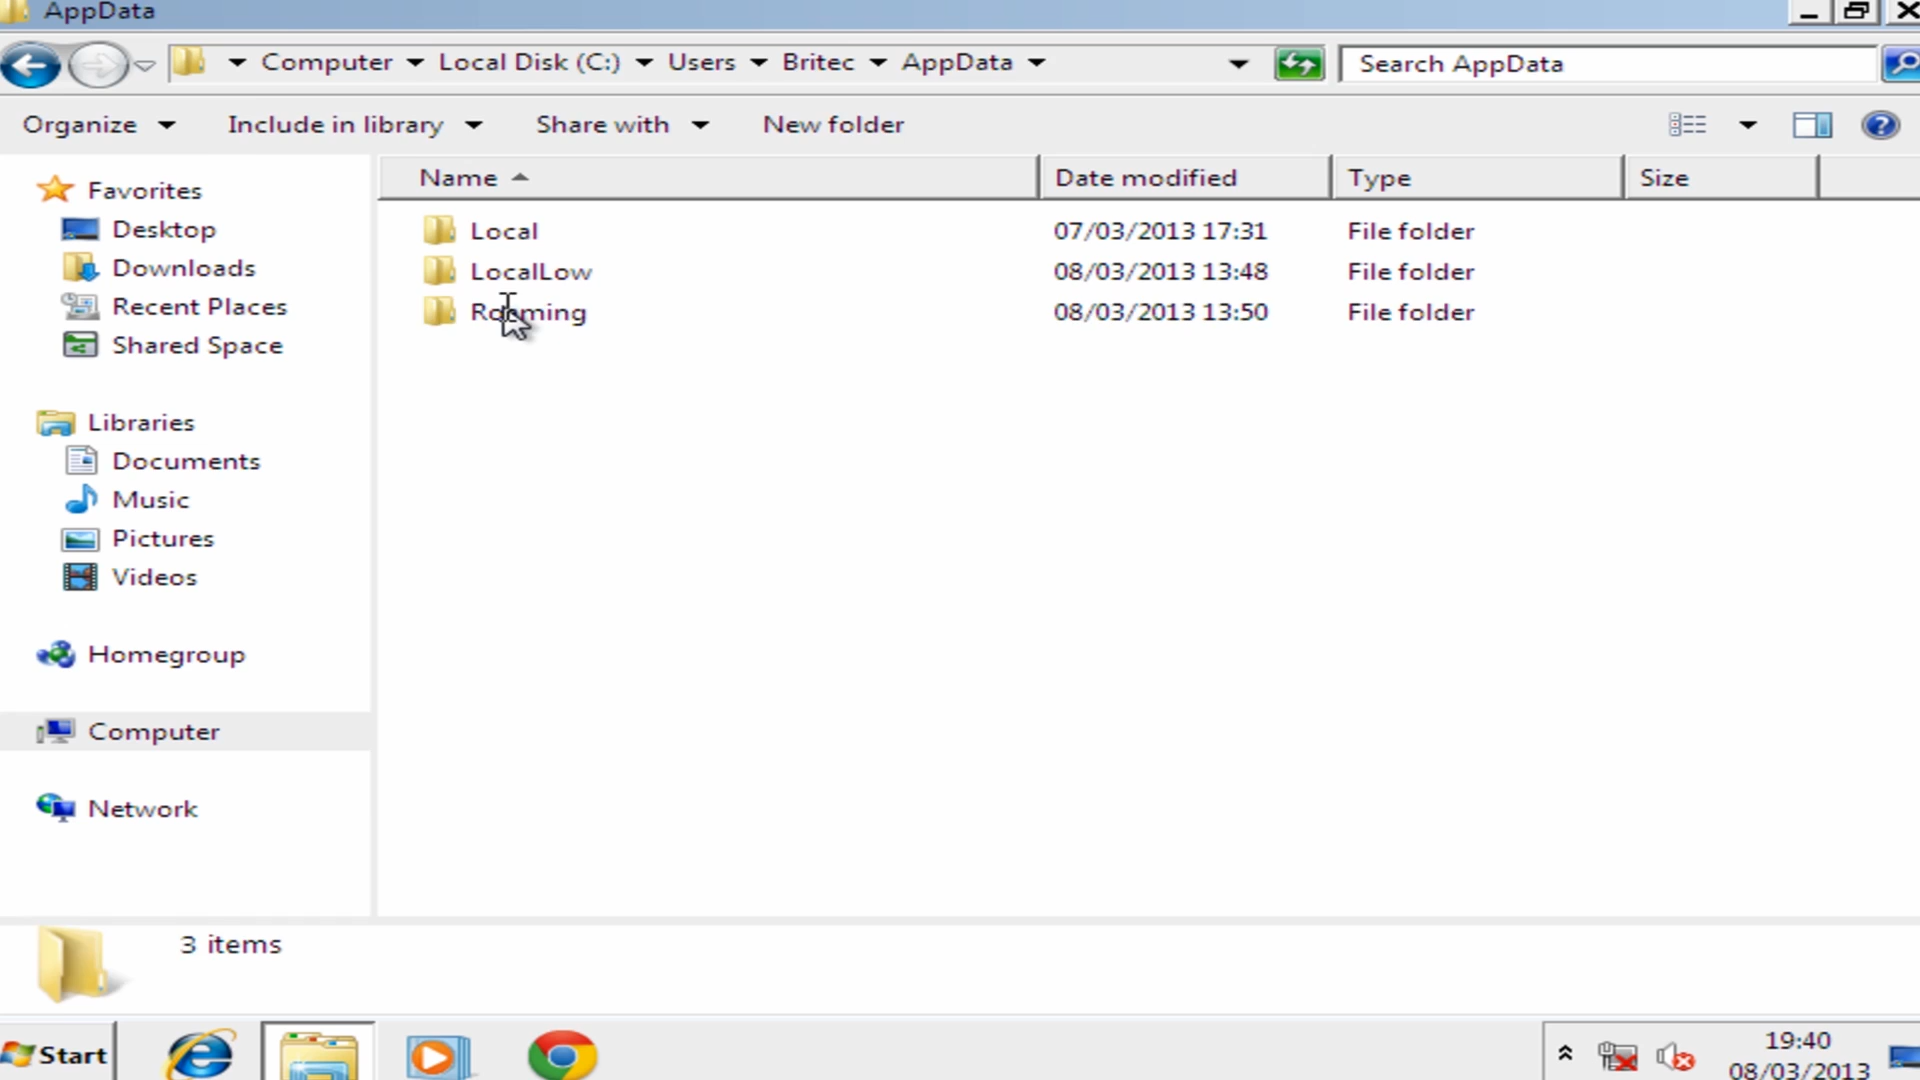 AppData
Computer Local Disk (C:) Users Britec AppData
Search AppData
Organize Include in library Share with New folder
Name Date modified Type Size
Favorites
Desktop
Downloads
Recent Places
Shared Space
Libraries
Documents
Music
Pictures
Videos
Homegroup
Computer
Network
Local 07/03/2013 17:31 File folder
LocalLow 08/03/2013 13:48 File folder
Roaming 08/03/2013 13:50 File folder
3 items
Start
19:40
08/03/2013